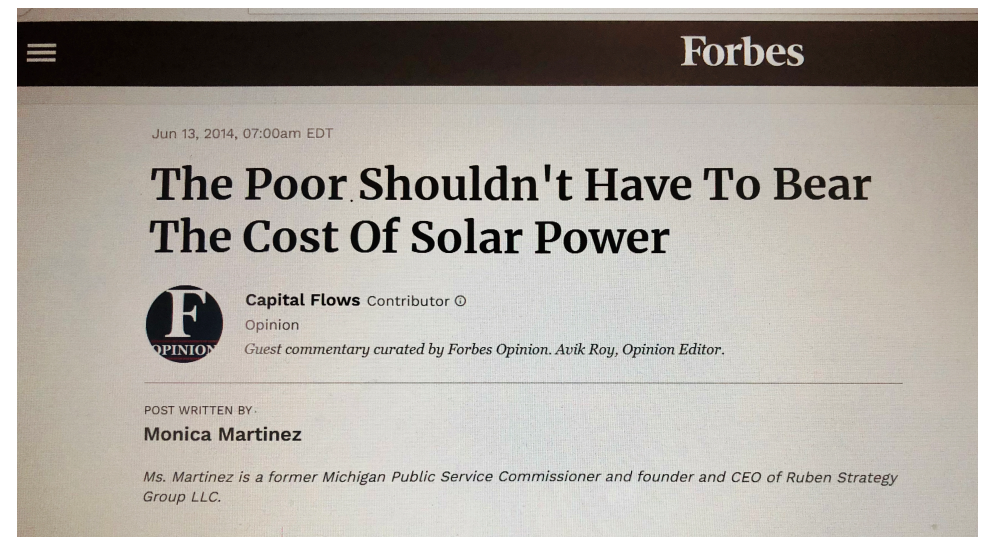 Forbes
Jun 13, 2014, 07:00am EDT
The Poor Shouldn't Have To Bear
The Cost Of Solar Power
F
OPINION
Capital Flows Contributor ⓘ
Opinion
Guest commentary curated by Forbes Opinion. Avik Roy, Opinion Editor.
POST WRITTEN BY
Monica Martinez
Ms. Martinez is a former Michigan Public Service Commissioner and founder and CEO of Ruben Strategy
Group LLC.